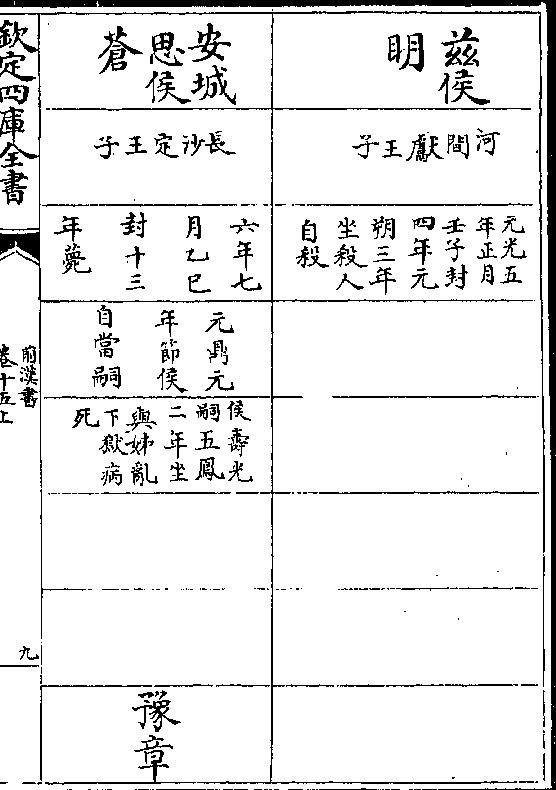 兹侯
明
河間獻王子
元光五
年正月
壬子封
四年元
朔三年
坐殺人
自殺
安城
思侯
蒼
長沙定王子
六年七
月乙巳
封十三
年薨
元鼎元
年節侯
自當嗣
侯壽光
嗣五鳳
二年坐
與姊亂
下獄病
死
豫章
欽定四庫全書
前漢書
卷十五上
九